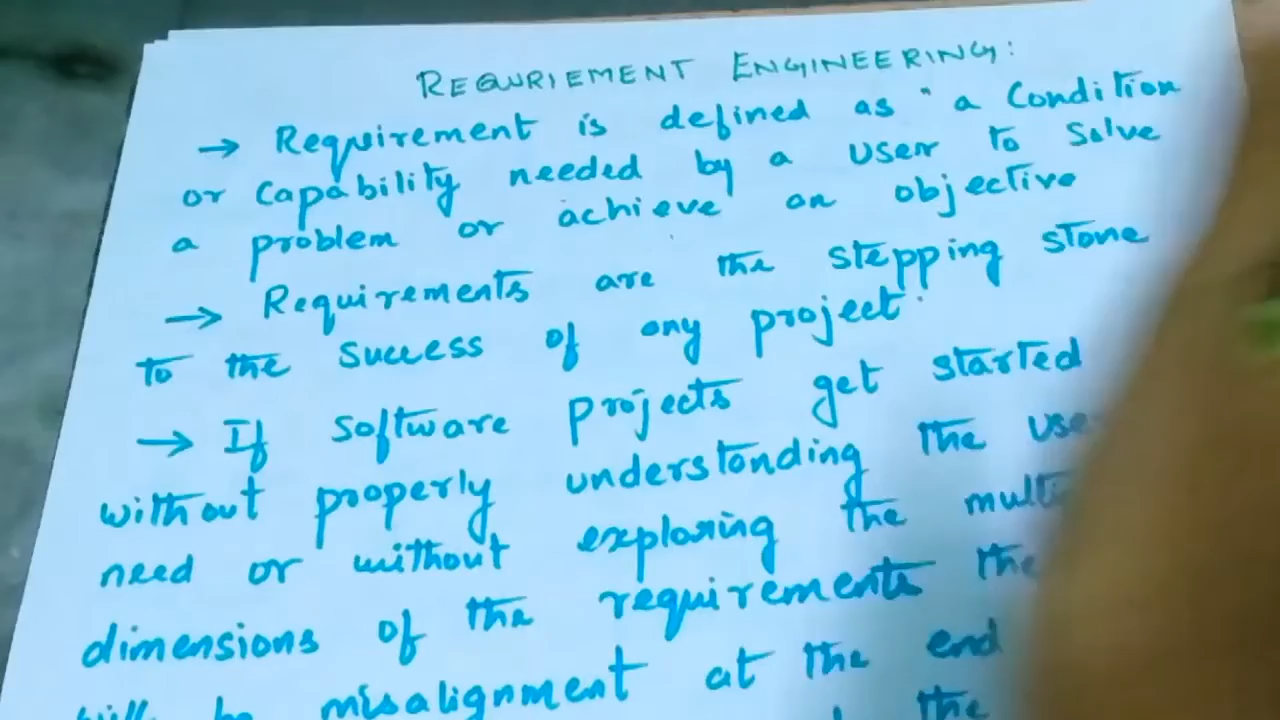 REQURIEMENT ENGINEERING:
→ Requirement is defined as "a Condition
or capability needed by a user to solve
a problem or achieve an objective
→ Requirements are the stepping stone
to the success of any project"
→ If software projects get started
without properly understanding the
need or without exploring the
dimensions of the requirements
misalignment at the end
the